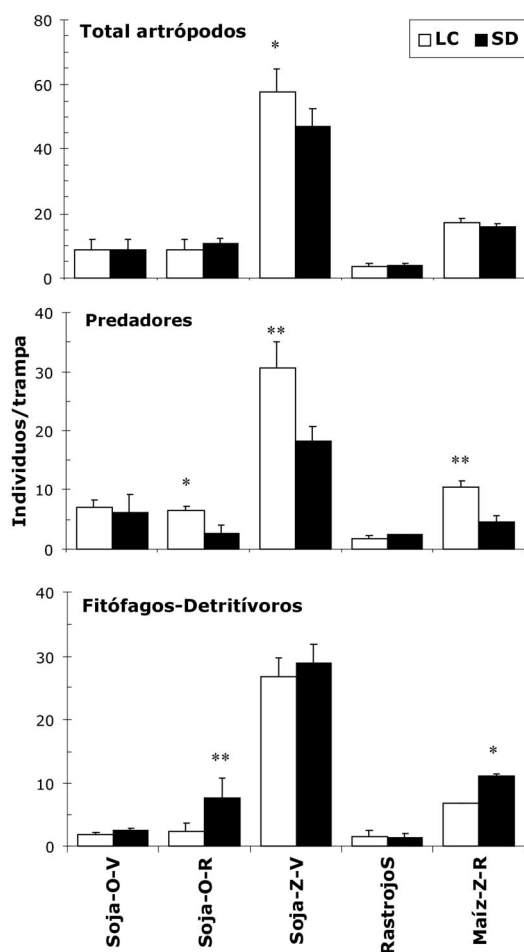 Total artrópodos
LC SD
*
80
60
40
20
0
Individuos/trampa
Predadores
**
*
**
40
30
20
10
0
Fitófagos-Detritívoros
**
*
40
30
20
10
0
Soja-O-V
Soja-O-R
Soja-Z-V
RastrojoS
Maíz-Z-R